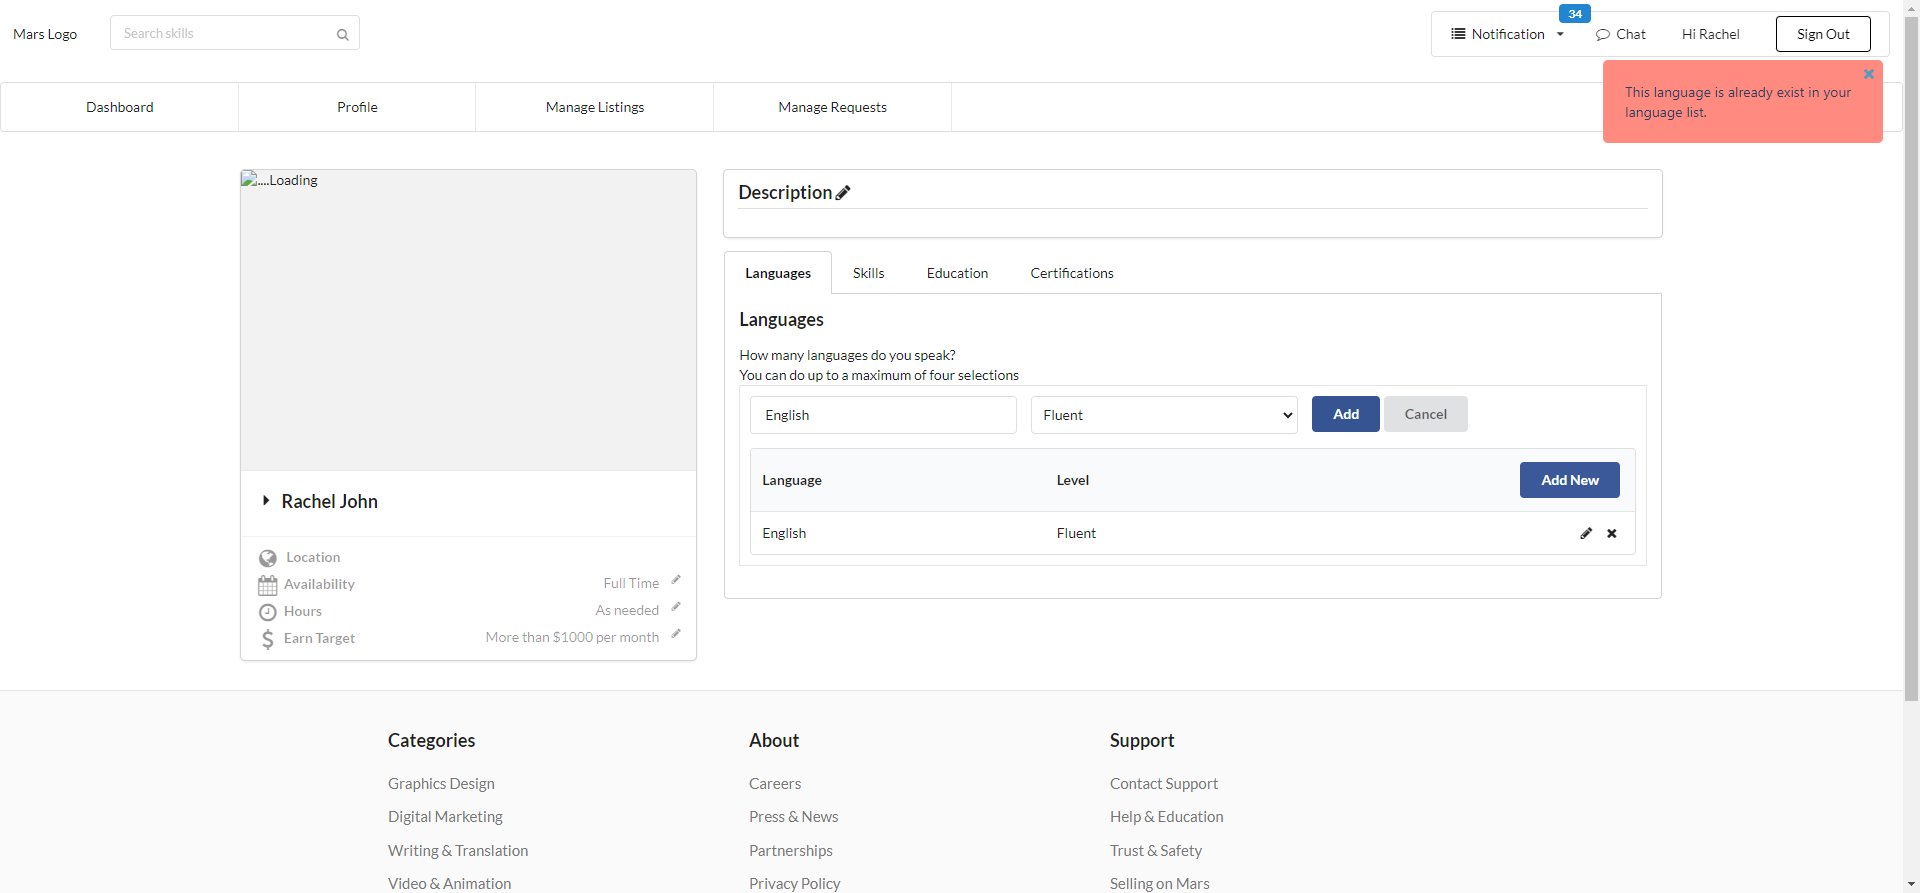 Mars Logo
Search skills
34
Notification
Chat
Hi Rachel
Sign Out
Dashboard
Profile
Manage Listings
Manage Requests
This language is already exist in your
language list.
....Loading
Rachel John
Location
Availability
Full Time
Hours
As needed
Earn Target
More than $1000 per month
Description
Languages
Skills
Education
Certifications
Languages
How many languages do you speak?
You can do up to a maximum of four selections
English
Fluent
Add
Cancel
Language
Level
Add New
English
Fluent
Categories
Graphics Design
Digital Marketing
Writing & Translation
Video & Animation
About
Careers
Press & News
Partnerships
Privacy Policy
Support
Contact Support
Help & Education
Trust & Safety
Selling on Mars